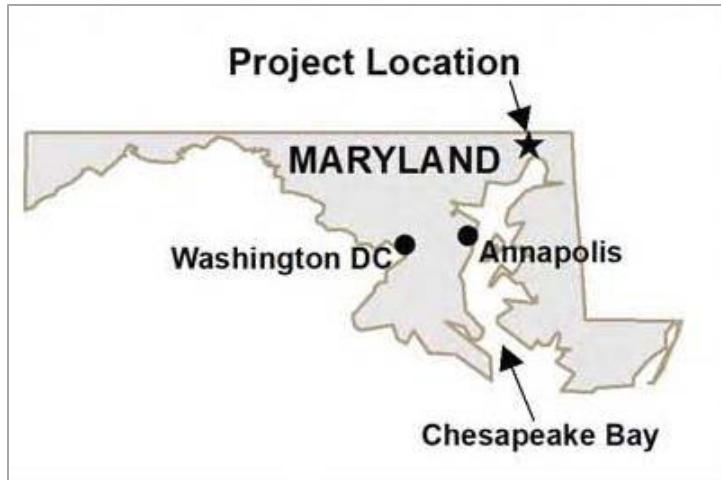 Project Location
MARYLAND
Washington DC
Annapolis
Chesapeake Bay